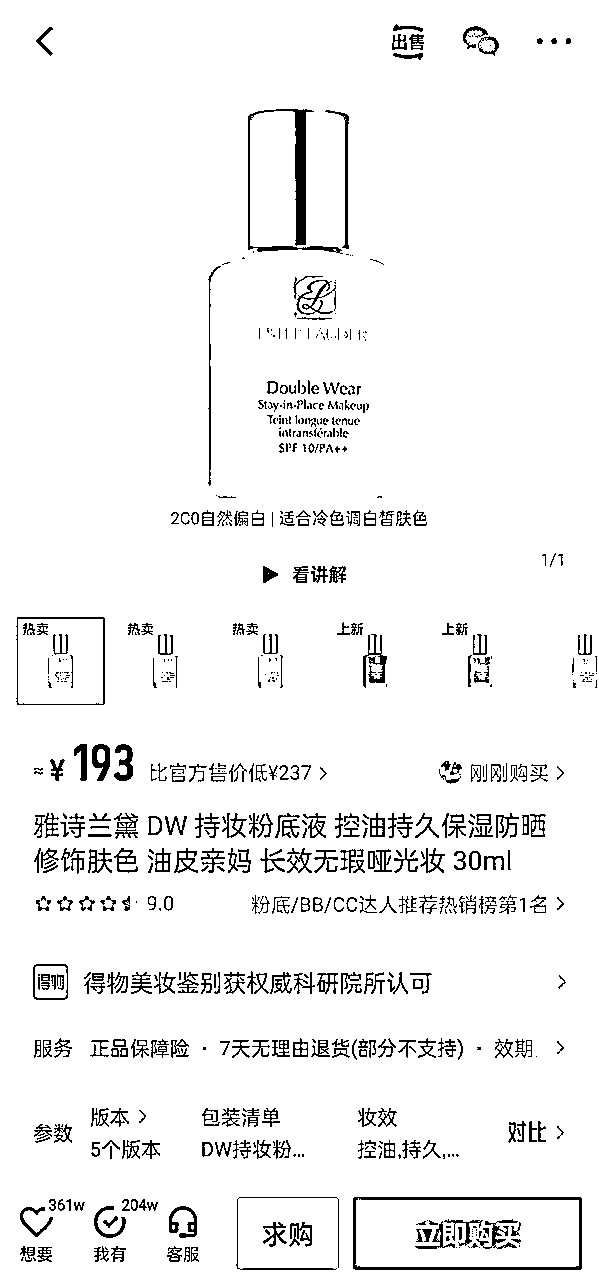 出售
ESTEE LAUDER
Double Wear
Stay-in-Place Makeup
Teint longue tenue
intransférable
SPF 10/PA++
2C0自然偏白 | 适合冷色调白皙肤色
看讲解
1/1
热卖
热卖
热卖
上新
上新
≈¥193 比官方售价低¥237 >
刚刚购买 >
雅诗兰黛 DW 持妆粉底液 控油持久保湿防晒
修饰肤色 油皮亲妈 长效无瑕哑光妆 30ml
9.0 粉底/BB/CC达人推荐热销榜第1名 >
得物 得物美妆鉴别获权威科研院所认可 >
服务 正品保障险 · 7天无理由退货(部分不支持) · 效期 >
参数 版本 > 包装清单 妆效 对比 >
5个版本 DW持妆粉... 控油,持久,...
361w 204w
想要 我有 客服
求购
立即购买